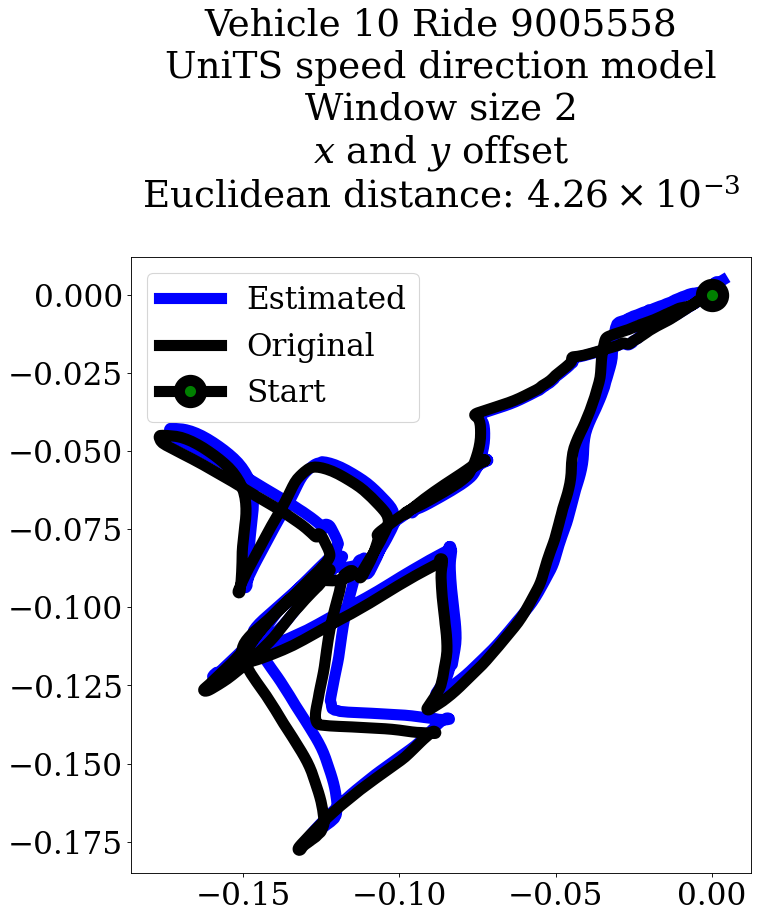 Vehicle 10 Ride 9005558
UniTS speed direction model
Window size 2
x and y offset
Euclidean distance: 4.26 × 10⁻³
Estimated
Original
Start
0.000
−0.025
−0.050
−0.075
−0.100
−0.125
−0.150
−0.175
−0.15
−0.10
−0.05
0.00